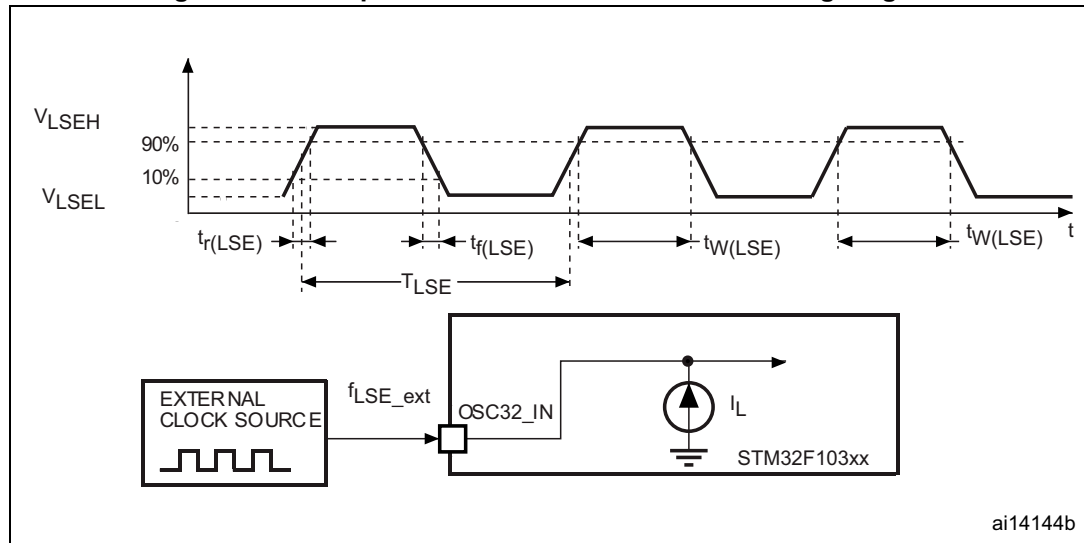 VLSEH
90%
10%
VLSEL
tr(LSE)
tf(LSE)
tW(LSE)
tW(LSE)
t
TLSE
EXTERNAL
CLOCK SOURCE
fLSE_ext
OSC32_IN
IL
STM32F103xx
ai14144b